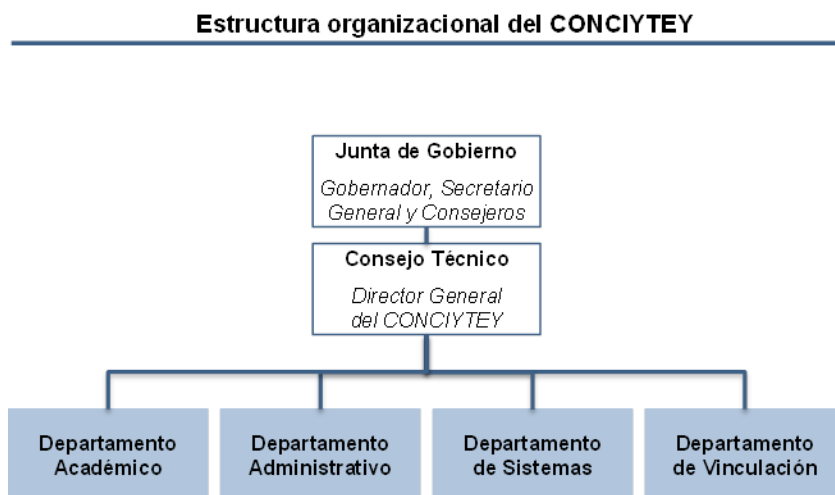 Estructura organizacional del CONCIYTEY
Junta de Gobierno
Gobernador, Secretario
General y Consejeros
Consejo Técnico
Director General
del CONCIYTEY
Departamento
Académico
Departamento
Administrativo
Departamento
de Sistemas
Departamento
de Vinculación